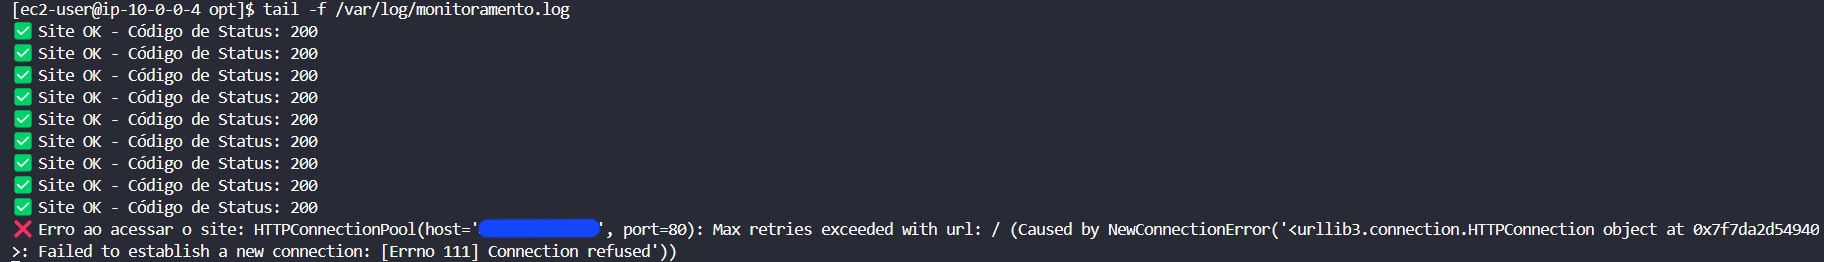 [ec2-user@ip-10-0-0-4 opt]$ tail -f /var/log/monitoramento.log
✅ Site OK - Código de Status: 200
✅ Site OK - Código de Status: 200
✅ Site OK - Código de Status: 200
✅ Site OK - Código de Status: 200
✅ Site OK - Código de Status: 200
✅ Site OK - Código de Status: 200
✅ Site OK - Código de Status: 200
✅ Site OK - Código de Status: 200
✅ Site OK - Código de Status: 200
❌ Erro ao acessar o site: HTTPConnectionPool(host='', port=80): Max retries exceeded with url: / (Caused by NewConnectionError('<urllib3.connection.HTTPConnection object at 0x7f7da2d54940
>: Failed to establish a new connection: [Errno 111] Connection refused'))